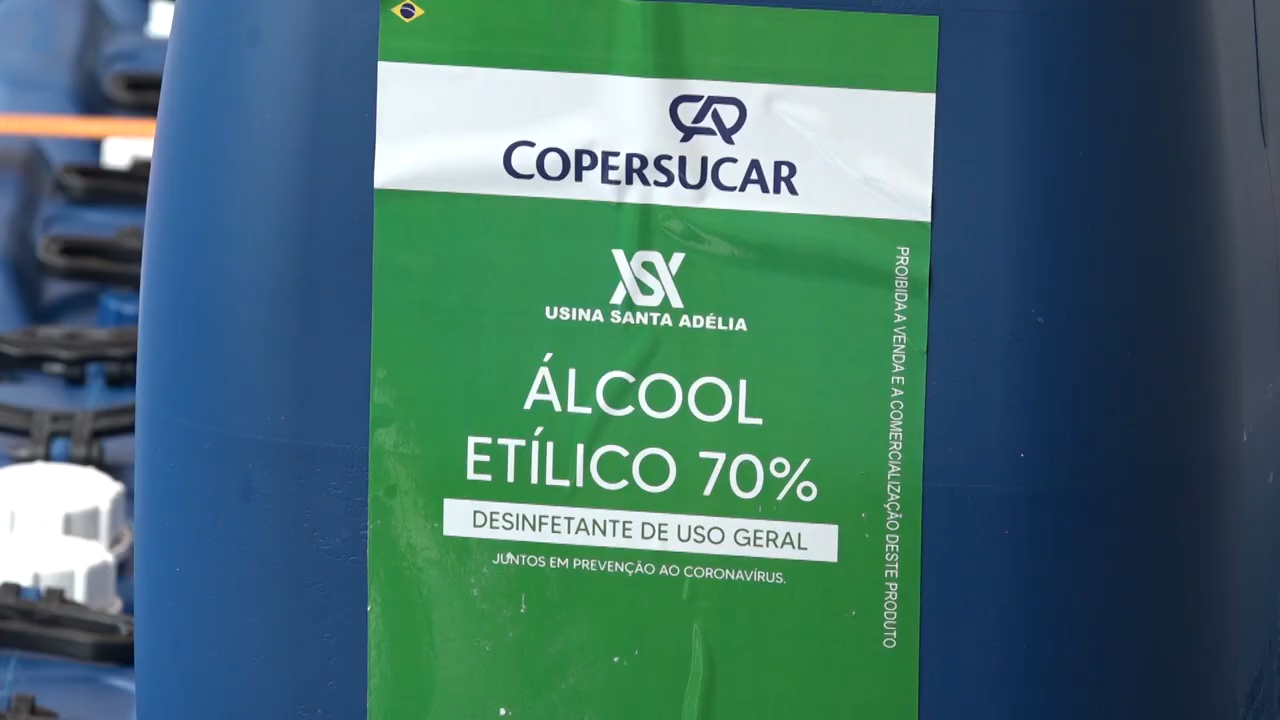 COPERSUCAR
USINA SANTA ADÉLIA
ÁLCOOL
ETÍLICO 70%
DESINFETANTE DE USO GERAL
JUNTOS EM PREVENÇÃO AO CORONAVÍRUS.
PROIBIDA A VENDA E A COMERCIALIZAÇÃO DESTE PRODUTO